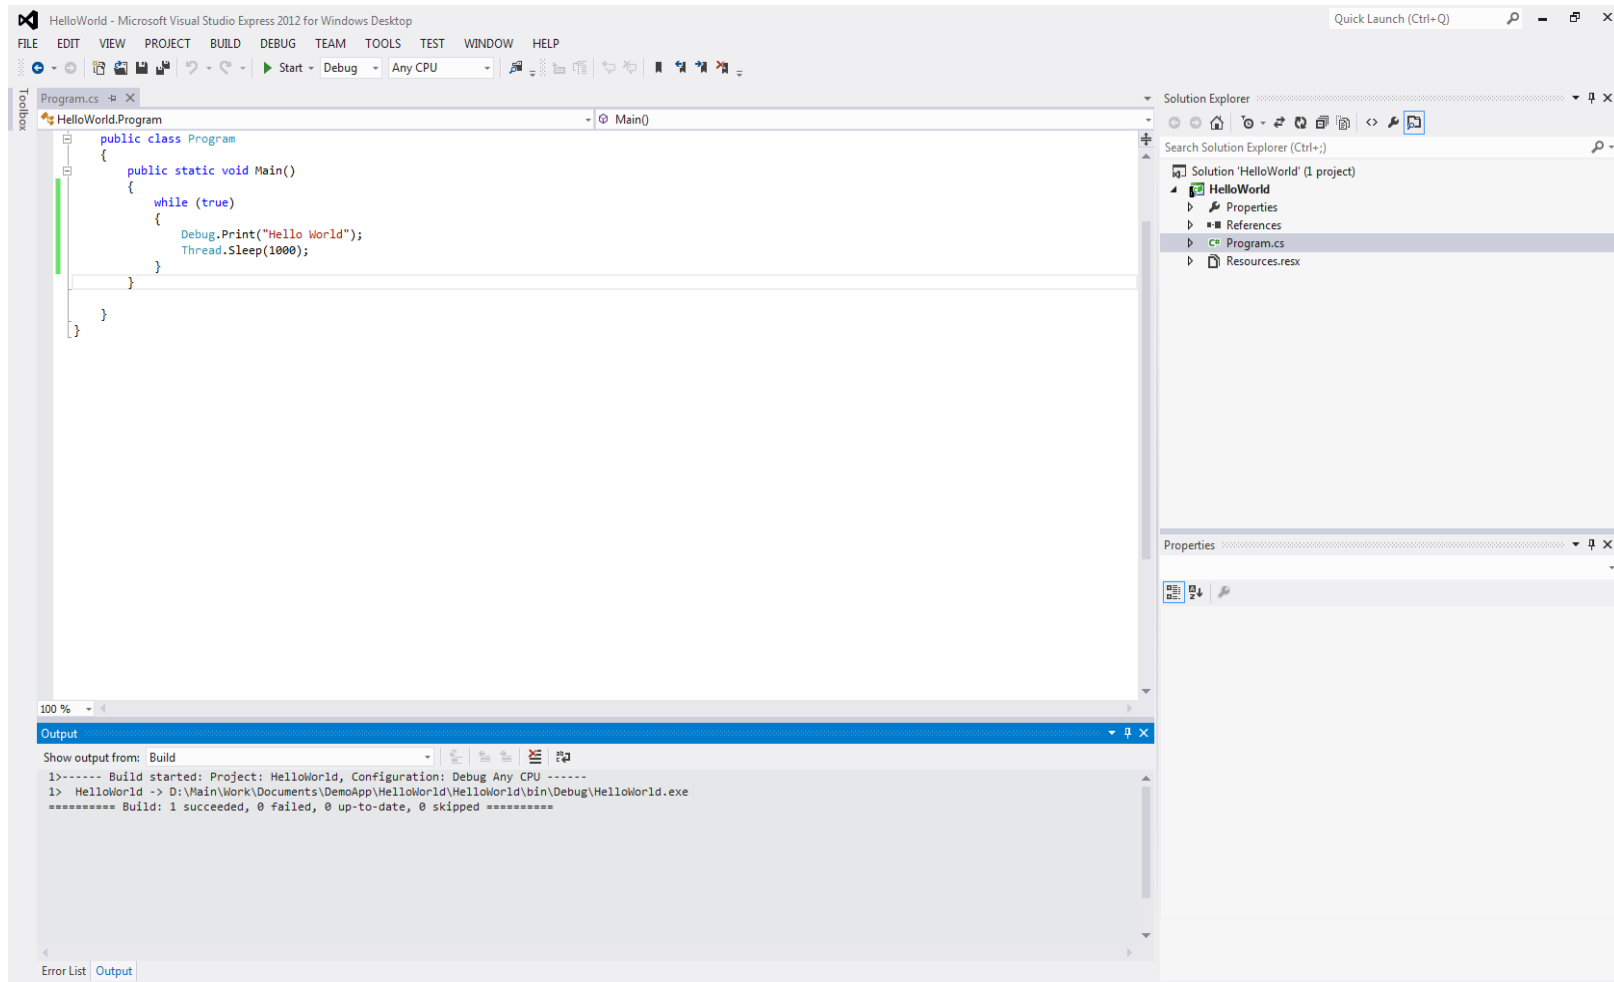 HelloWorld - Microsoft Visual Studio Express 2012 for Windows Desktop
Quick Launch (Ctrl+Q)
FILE EDIT VIEW PROJECT BUILD DEBUG TEAM TOOLS TEST WINDOW HELP
Start Debug Any CPU
Toolbox
Program.cs
HelloWorld.Program Main()
public class Program
{
public static void Main()
{
while (true)
{
Debug.Print("Hello World");
Thread.Sleep(1000);
}
}
}
}
100 %
Output
Show output from: Build
1>------ Build started: Project: HelloWorld, Configuration: Debug Any CPU ------
1>  HelloWorld -> D:\Main\Work\Documents\DemoApp\HelloWorld\HelloWorld\bin\Debug\HelloWorld.exe
========== Build: 1 succeeded, 0 failed, 0 up-to-date, 0 skipped ==========
Error List Output
Solution Explorer
Search Solution Explorer (Ctrl+;)
Solution 'HelloWorld' (1 project)
HelloWorld
Properties
References
C# Program.cs
Resources.resx
Properties